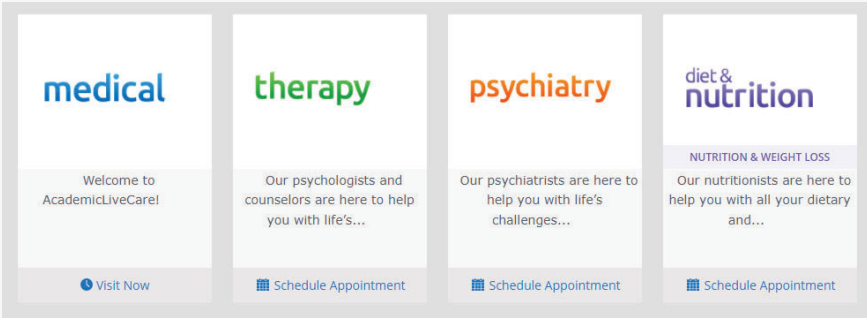 medical
Welcome to
AcademicLiveCare!
Visit Now
therapy
Our psychologists and
counselors are here to help
you with life's...
Schedule Appointment
psychiatry
Our psychiatrists are here to
help you with life's
challenges...
Schedule Appointment
diet &
nutrition
NUTRITION & WEIGHT LOSS
Our nutritionists are here to
help you with all your dietary
and...
Schedule Appointment